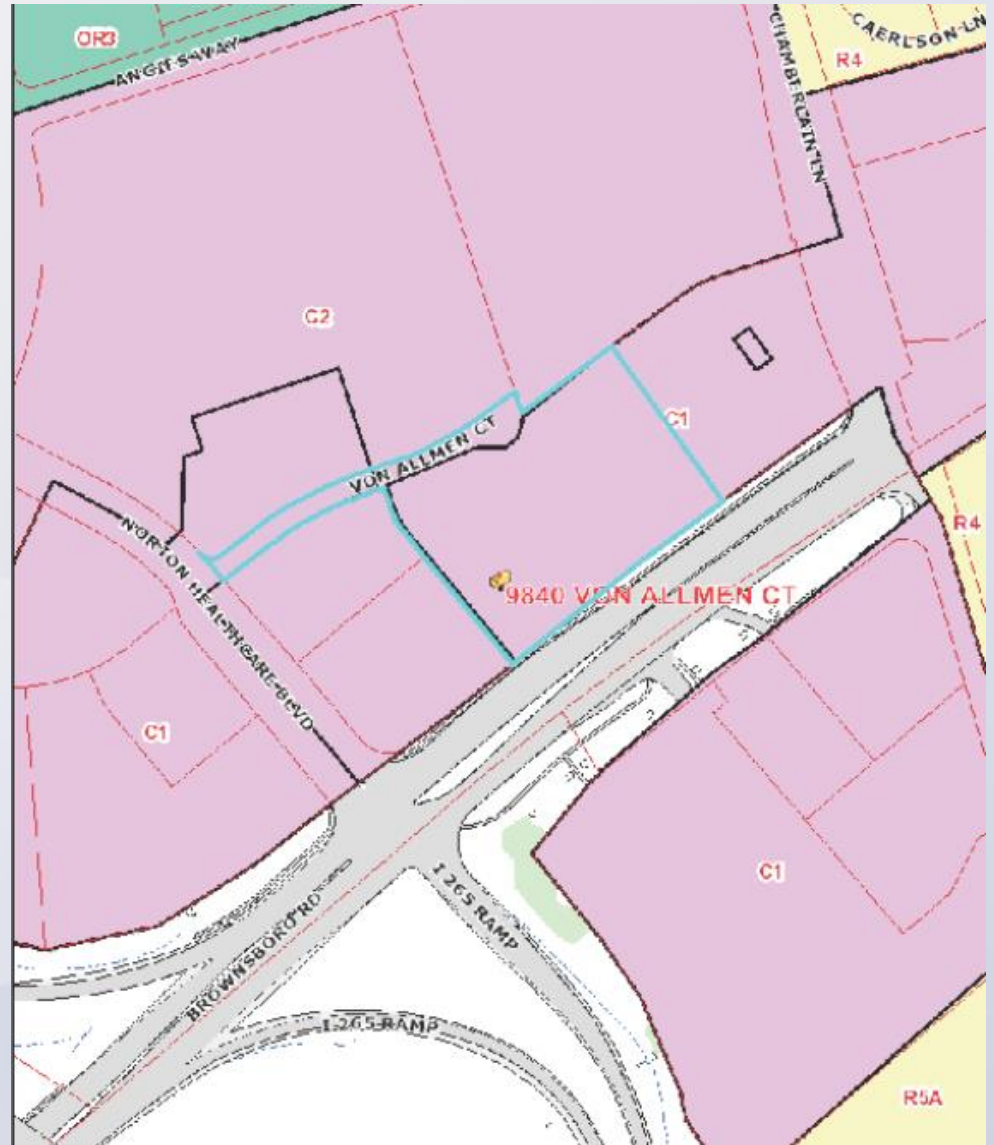 OR3
ANGIES WAY
CHAMBERLAIN LN
CAERLSON LN
R4
C2
C1
VON ALLMEN CT
R4
NORTON HEALTHCARE BLVD
9840 VON ALLMEN CT
C1
C1
I 265 RAMP
BROWNSBORO RD
I 265 RAMP
R5A